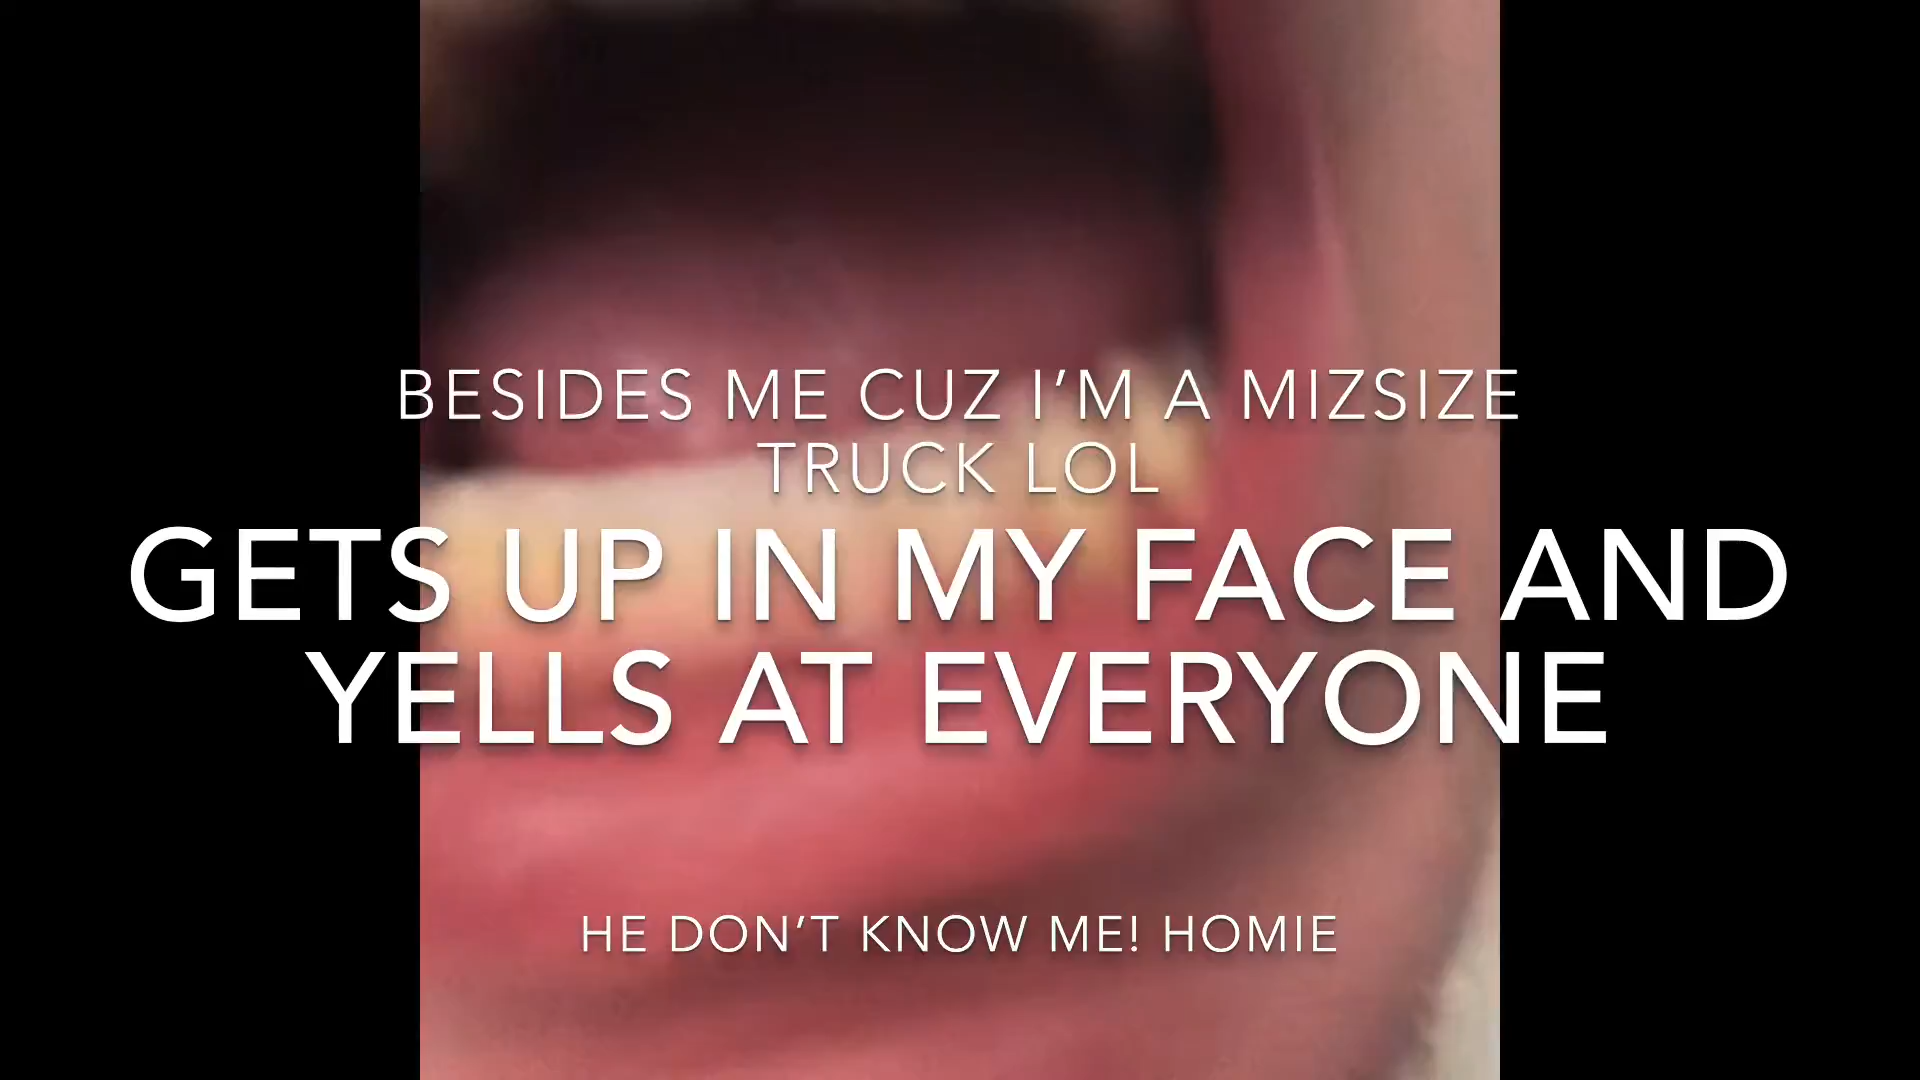 BESIDES ME CUZ I’M A MIZSIZE
TRUCK LOL
GETS UP IN MY FACE AND
YELLS AT EVERYONE
HE DON’T KNOW ME! HOMIE